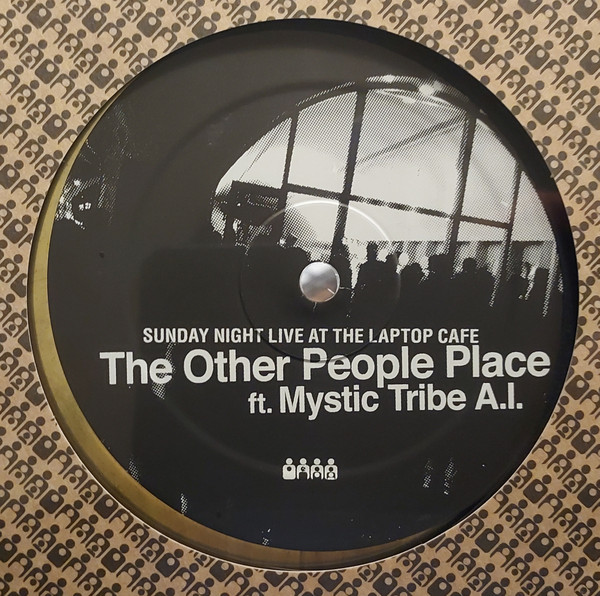 SUNDAY NIGHT LIVE AT THE LAPTOP CAFE
The Other People Place
ft. Mystic Tribe A.I.